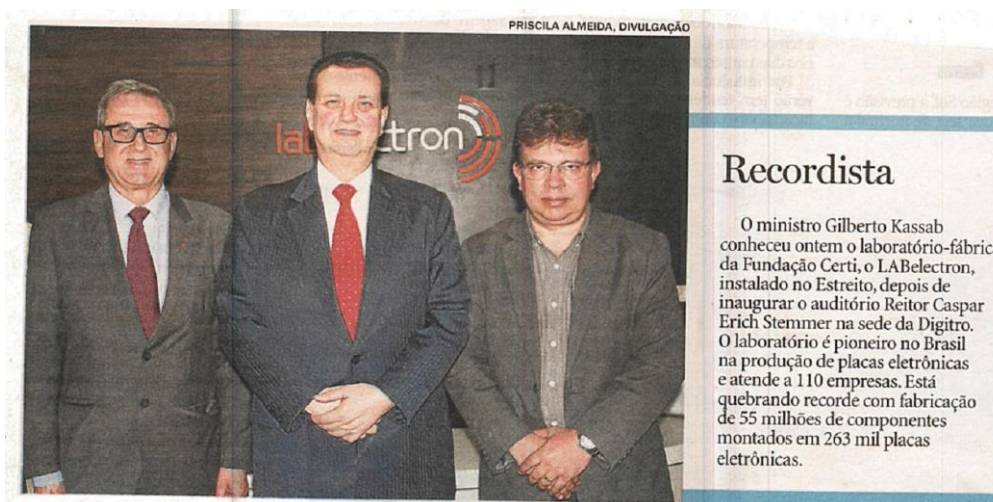 PRISCILA ALMEIDA, DIVULGAÇÃO
ctron
Recordista
O ministro Gilberto Kassab
conheceu ontem o laboratório-fábric
da Fundação Certi, o LABelectron,
instalado no Estreito, depois de
inaugurar o auditório Reitor Caspar
Erich Stemmer na sede da Digitro.
O laboratório é pioneiro no Brasil
na produção de placas eletrônicas
e atende a 110 empresas. Está
quebrando recorde com fabricação
de 55 milhões de componentes
montados em 263 mil placas
eletrônicas.